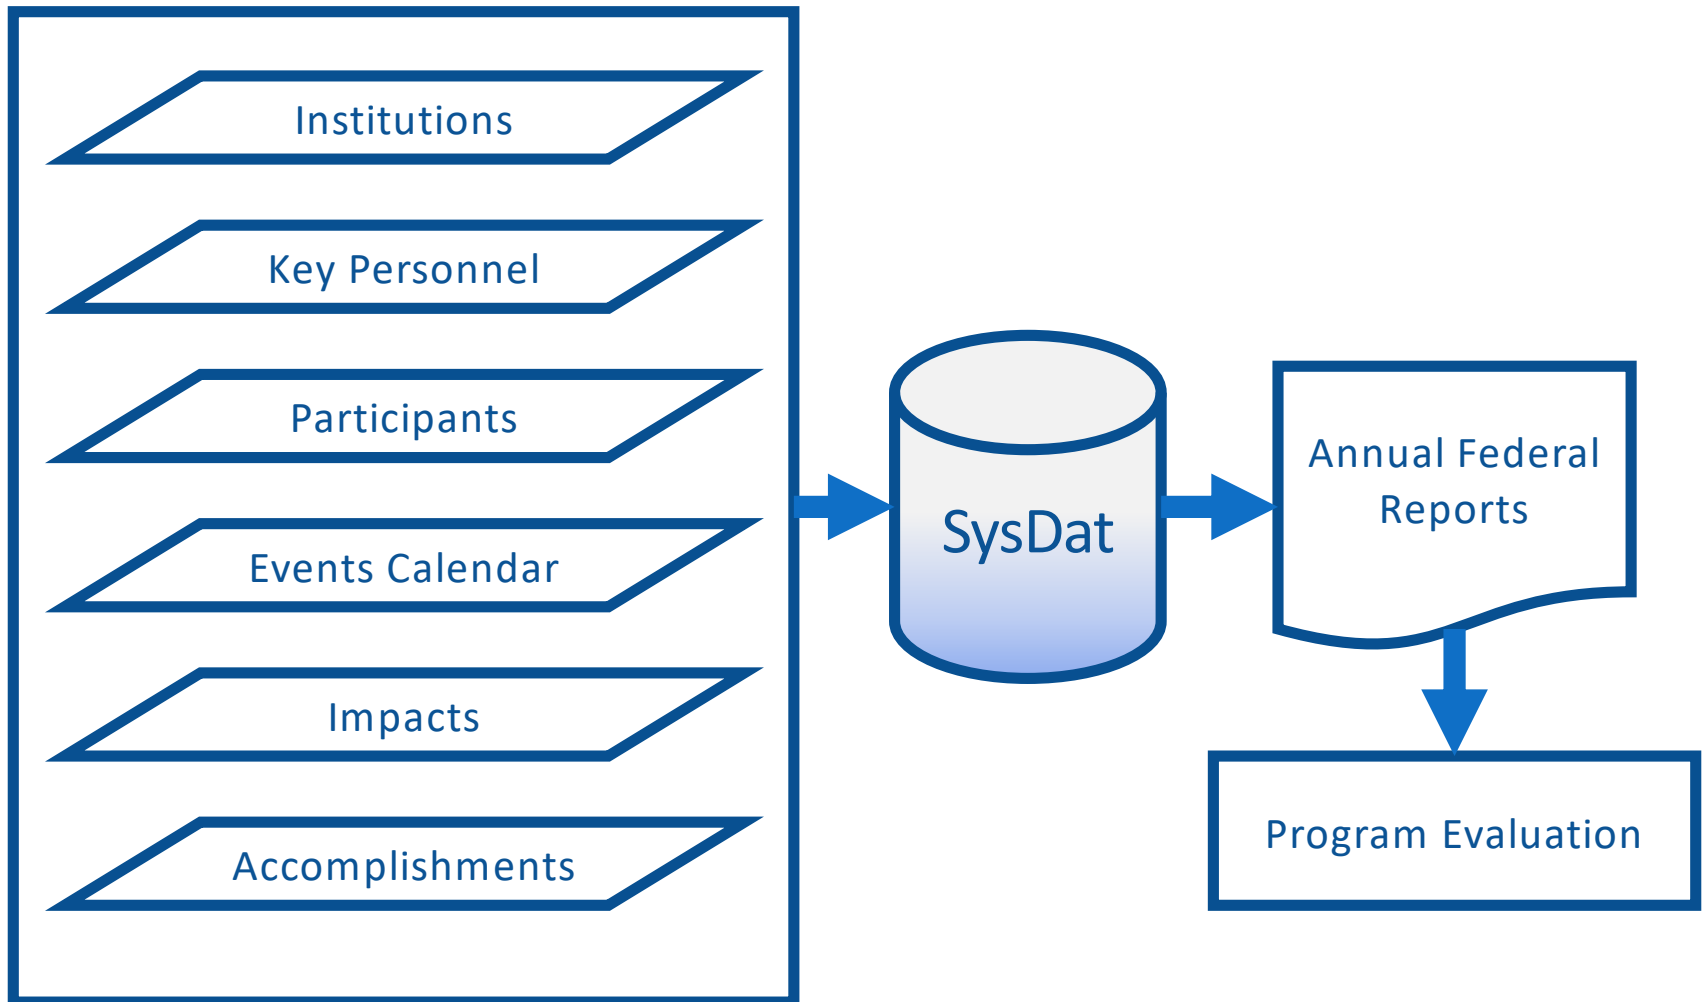 Institutions
Key Personnel
Participants
Events Calendar
Impacts
Accomplishments
SysDat
Annual Federal
Reports
Program Evaluation